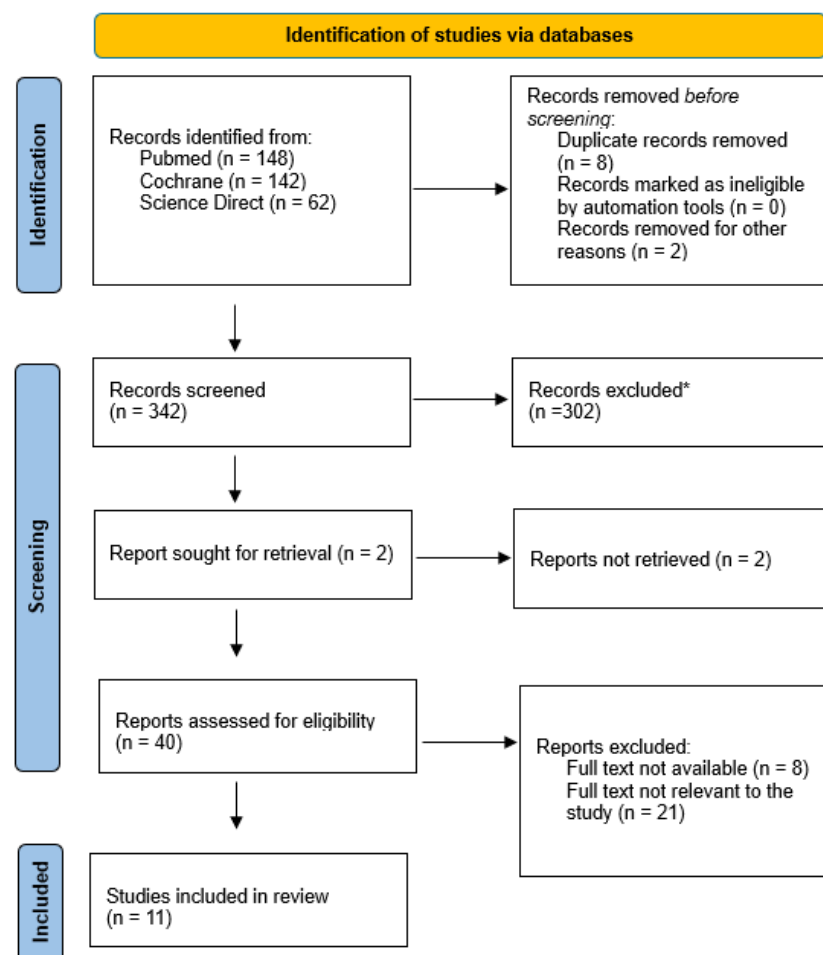 Identification of studies via databases
Identification
Records identified from:
Pubmed (n = 148)
Cochrane (n = 142)
Science Direct (n = 62)
Records removed before
screening:
Duplicate records removed
(n = 8)
Records marked as ineligible
by automation tools (n = 0)
Records removed for other
reasons (n = 2)
Screening
Records screened
(n = 342)
Records excluded*
(n =302)
Report sought for retrieval (n = 2)
Reports not retrieved (n = 2)
Reports assessed for eligibility
(n = 40)
Reports excluded:
Full text not available (n = 8)
Full text not relevant to the
study (n = 21)
Included
Studies included in review
(n = 11)